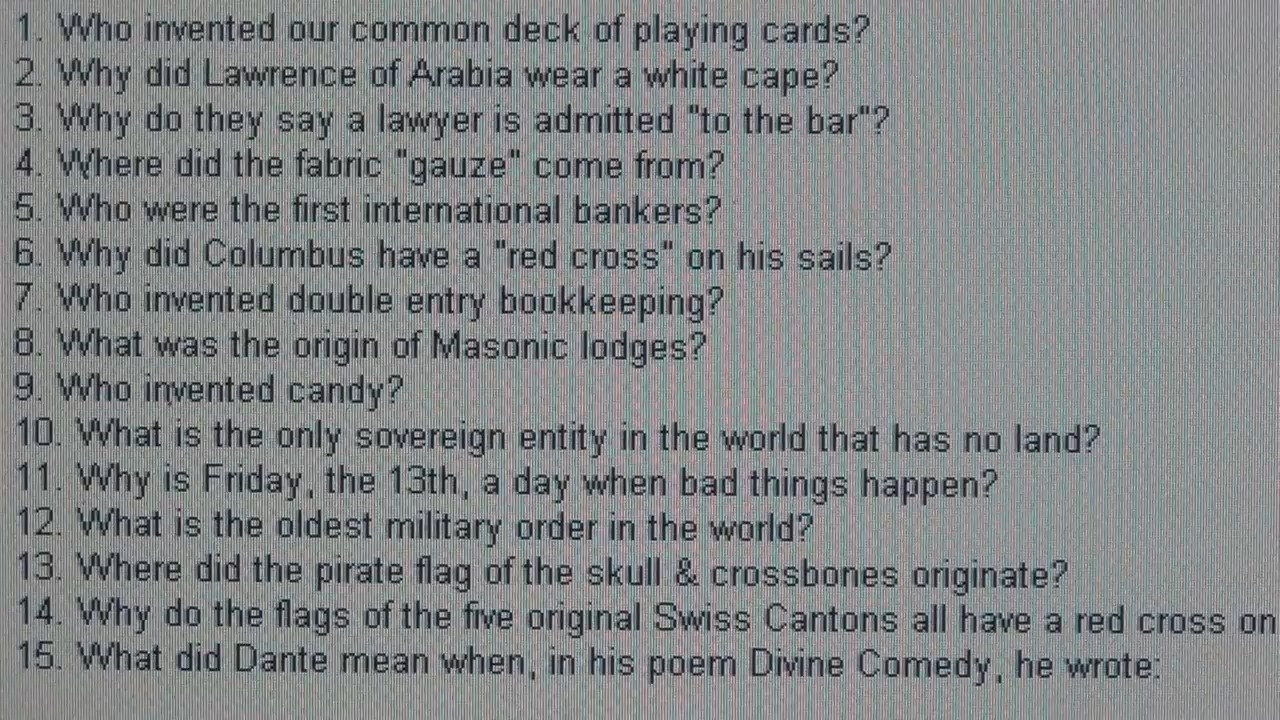 1. Who invented our common deck of playing cards?
2. Why did Lawrence of Arabia wear a white cape?
3. Why do they say a lawyer is admitted "to the bar"?
4. Where did the fabric "gauze" come from?
5. Who were the first international bankers?
6. Why did Columbus have a "red cross" on his sails?
7. Who invented double entry bookkeeping?
8. What was the origin of Masonic lodges?
9. Who invented candy?
10. What is the only sovereign entity in the world that has no land?
11. Why is Friday, the 13th, a day when bad things happen?
12. What is the oldest military order in the world?
13. Where did the pirate flag of the skull & crossbones originate?
14. Why do the flags of the five original Swiss Cantons all have a red cross on
15. What did Dante mean when, in his poem Divine Comedy, he wrote: